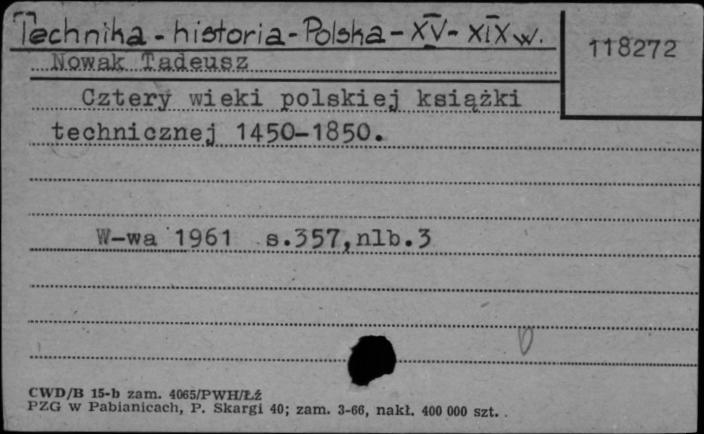 Technika - historia - Polska - XV - XIX w.
118272
Nowak Tadeusz
Cztery wieki polskiej książki
technicznej 1450-1850.
W-wa 1961 s.357,nlb.3
CWD/B 15-b zam. 4065/PWH/Łź
PZG w Pabianicach, P. Skargi 40; zam. 3-66, nakł. 400 000 szt.